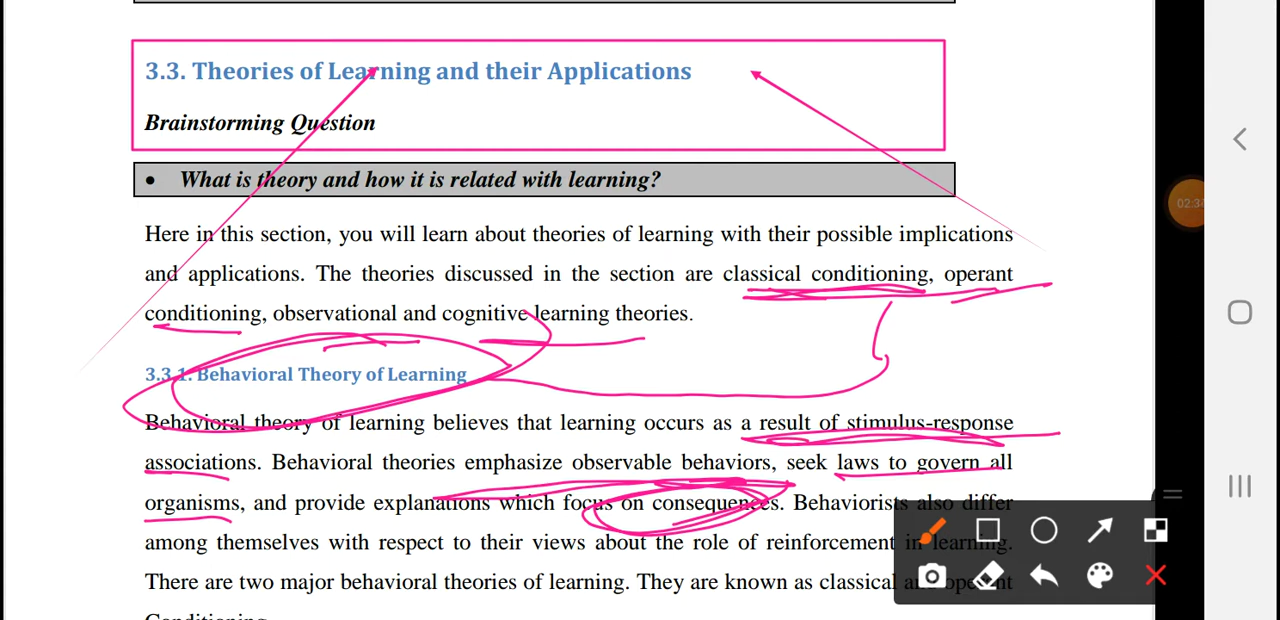 3.3. Theories of Learning and their Applications
Brainstorming Question
• What is theory and how it is related with learning?
Here in this section, you will learn about theories of learning with their possible implications
and applications. The theories discussed in the section are classical conditioning, operant
conditioning, observational and cognitive learning theories.
3.3.1. Behavioral Theory of Learning
Behavioral theory of learning believes that learning occurs as a result of stimulus-response
associations. Behavioral theories emphasize observable behaviors, seek laws to govern all
organisms, and provide explanations which focus on consequences. Behaviorists also differ
among themselves with respect to their views about the role of reinforcement in learning.
There are two major behavioral theories of learning. They are known as classical and operant
Conditioning.